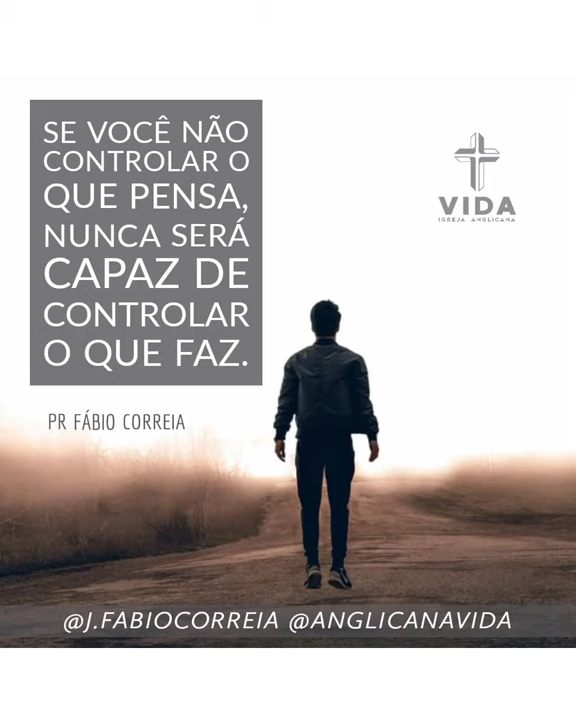 SE VOCÊ NÃO
CONTROLAR O
QUE PENSA,
NUNCA SERÁ
CAPAZ DE
CONTROLAR
O QUE FAZ.
PR FÁBIO CORREIA
VIDA
IGREJA ANGLICANA
@J.FABIOCORREIA @ANGLICANAVIDA